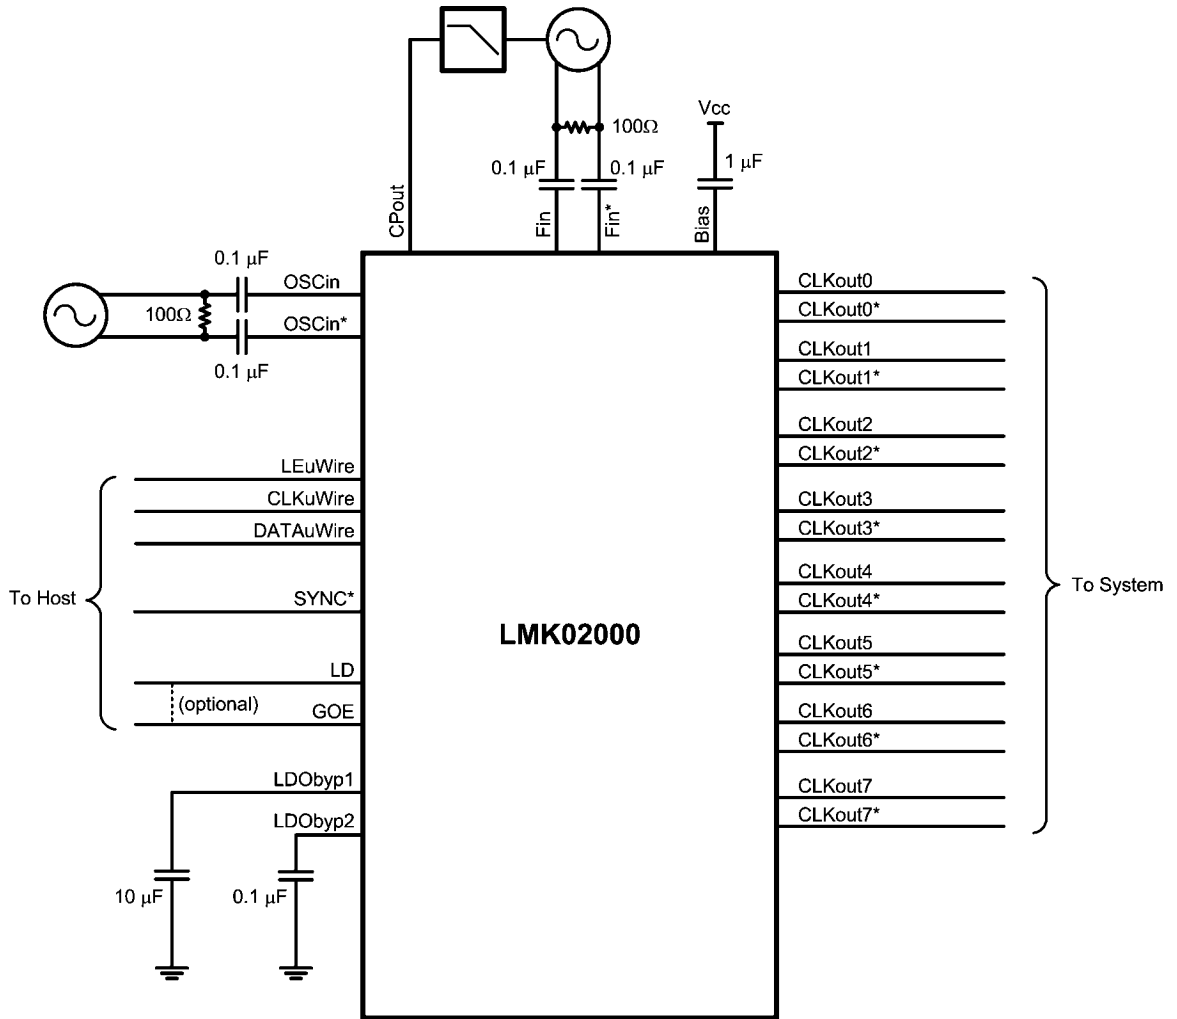 100Ω
Vcc
0.1 µF
0.1 µF
1 µF
CPout
Fin
Fin*
Bias
0.1 µF
OSCin
100Ω
OSCin*
0.1 µF
LEuWire
CLKuWire
DATAuWire
To Host
SYNC*
LD
(optional)
GOE
LDObyp1
LDObyp2
10 µF
0.1 µF
LMK02000
CLKout0
CLKout0*
CLKout1
CLKout1*
CLKout2
CLKout2*
CLKout3
CLKout3*
CLKout4
CLKout4*
CLKout5
CLKout5*
CLKout6
CLKout6*
CLKout7
CLKout7*
To System